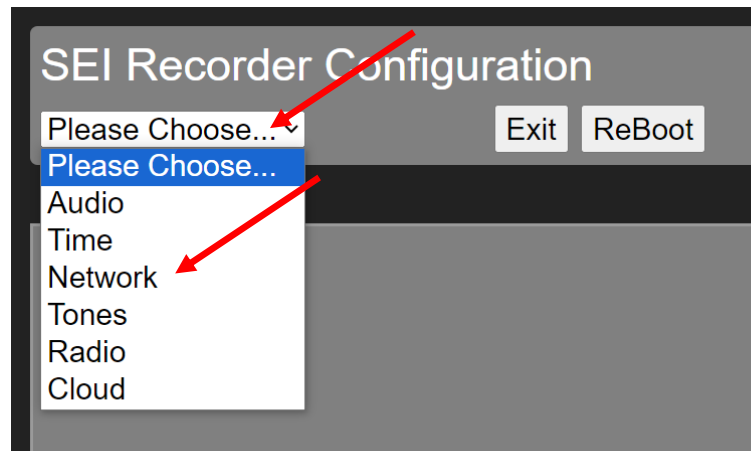 SEI Recorder Configuration
Please Choose... Exit ReBoot
Please Choose...
Audio
Time
Network
Tones
Radio
Cloud